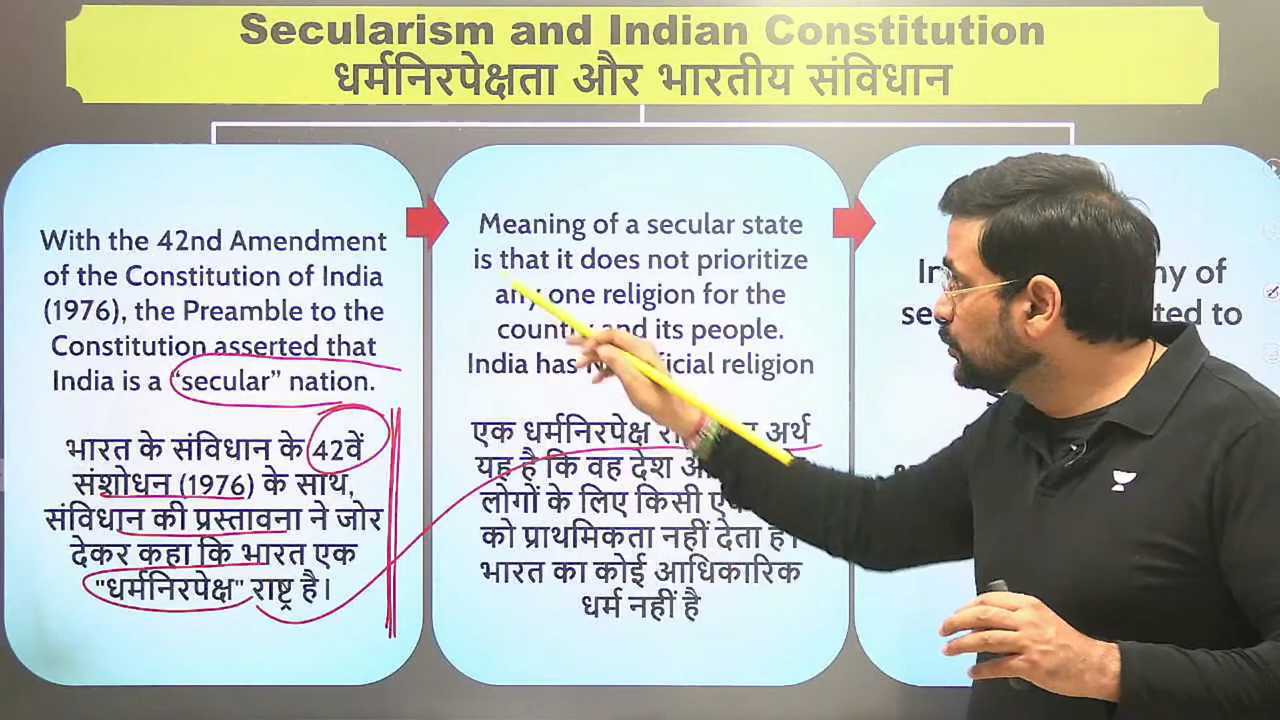 Secularism and Indian Constitution
धर्मनिरपेक्षता और भारतीय संविधान
With the 42nd Amendment
of the Constitution of India
(1976), the Preamble to the
Constitution asserted that
India is a “secular” nation.
भारत के संविधान के 42वें
संशोधन (1976) के साथ,
संविधान की प्रस्तावना ने जोर
देकर कहा कि भारत एक
"धर्मनिरपेक्ष" राष्ट्र है।
Meaning of a secular state
is that it does not prioritize
any one religion for the
country and its people.
India has official religion
एक धर्मनिरपेक्ष अर्थ
यह है कि वह देश
लोगों के लिए किसी
को प्राथमिकता नहीं देता है।
भारत का कोई आधिकारिक
धर्म नहीं है
of
to